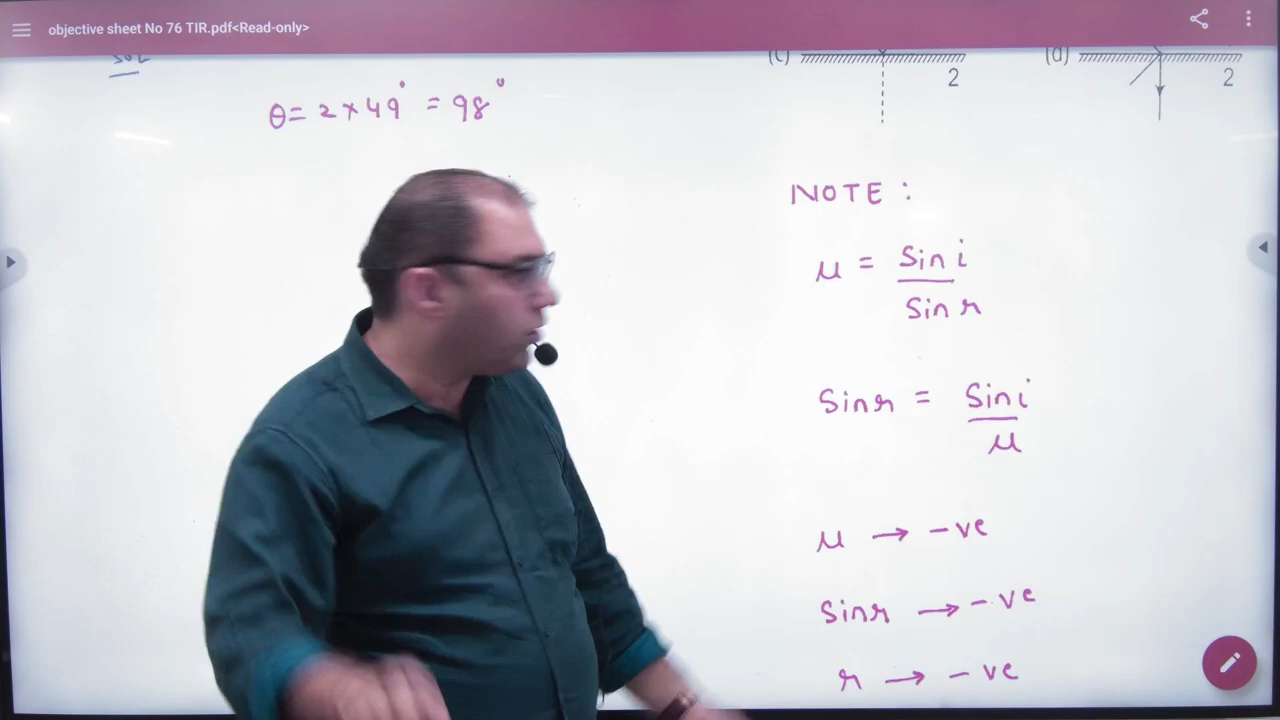 objective sheet No 76 TIR.pdf<Read-only>
Sol
θ = 2 × 49° = 98°
(c) 2
(d) 2
NOTE :
μ = Sin i / Sin r
Sin r = Sin i / μ
μ → -ve
Sin r → -ve
r → -ve